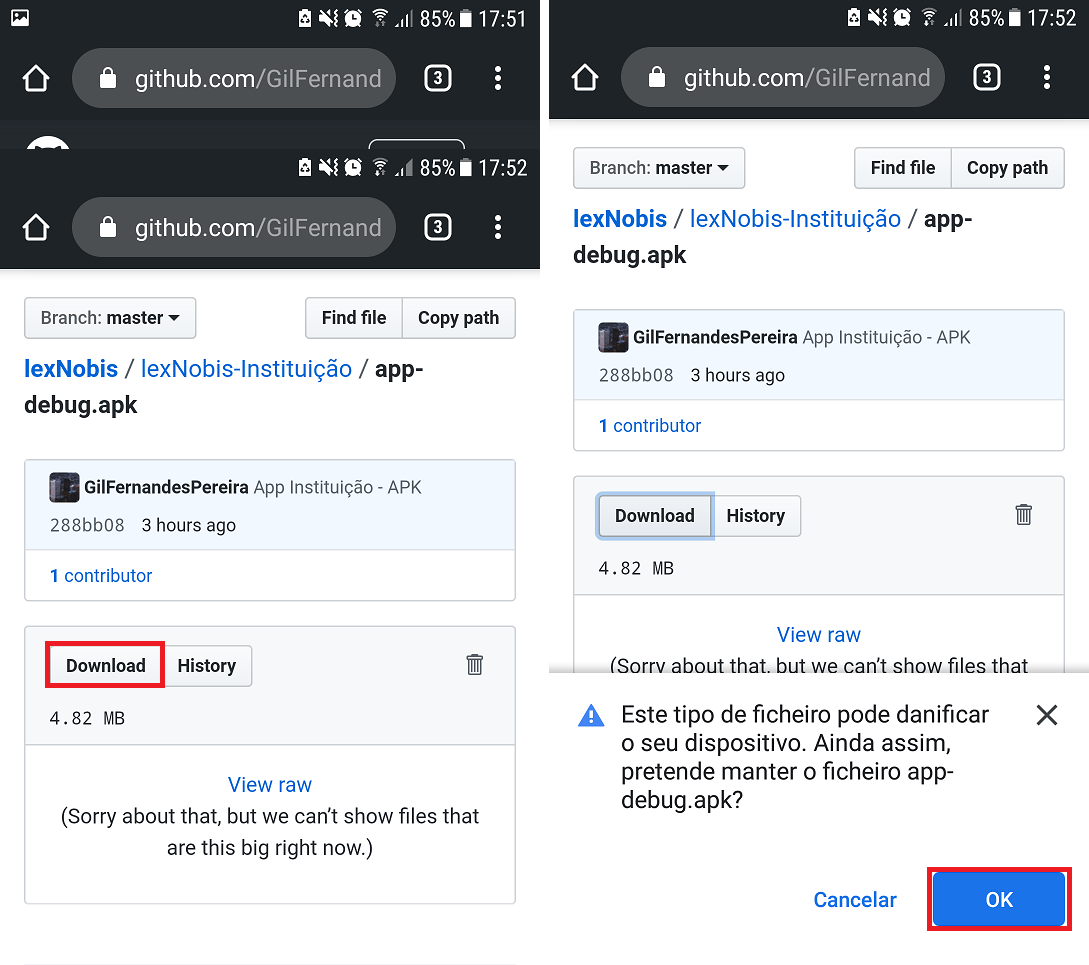 85% 17:51
github.com/GilFernand
3
85% 17:52
github.com/GilFernand
3
Branch: master
Find file
Copy path
lexNobis / lexNobis-Instituição / app-
debug.apk
GilFernandesPereira App Instituição - APK
288bb08 3 hours ago
1 contributor
Download
History
4.82 MB
View raw
(Sorry about that, but we can’t show files that
are this big right now.)
85% 17:52
github.com/GilFernand
3
Branch: master
Find file
Copy path
lexNobis / lexNobis-Instituição / app-
debug.apk
GilFernandesPereira App Instituição - APK
288bb08 3 hours ago
1 contributor
Download
History
4.82 MB
View raw
(Sorry about that, but we can’t show files that
Este tipo de ficheiro pode danificar
o seu dispositivo. Ainda assim,
pretende manter o ficheiro app-
debug.apk?
Cancelar
OK